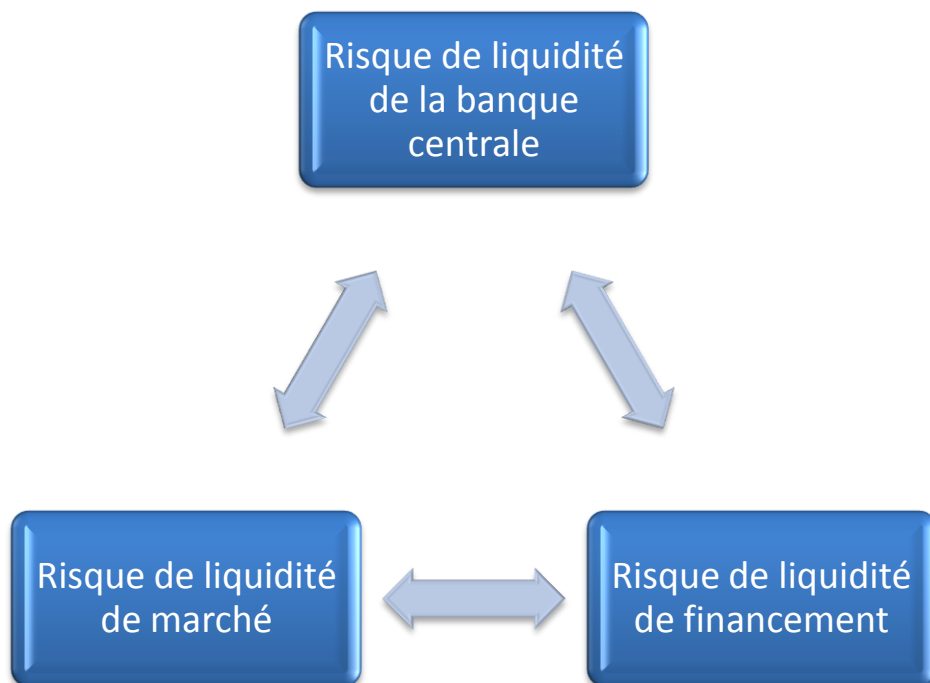 Risque de liquidité
de la banque
centrale
Risque de liquidité
de marché
Risque de liquidité
de financement